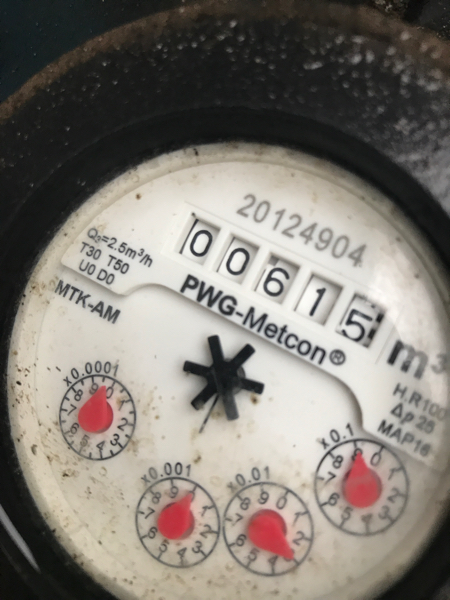 20124904
00615 m³
Q₃=2.5m³/h
T30 T50
U0 D0
MTK-AM
PWG-Metcon®
H.R100
Δp 25
MAP16
x0.0001
x0.001
x0.01
x0.1